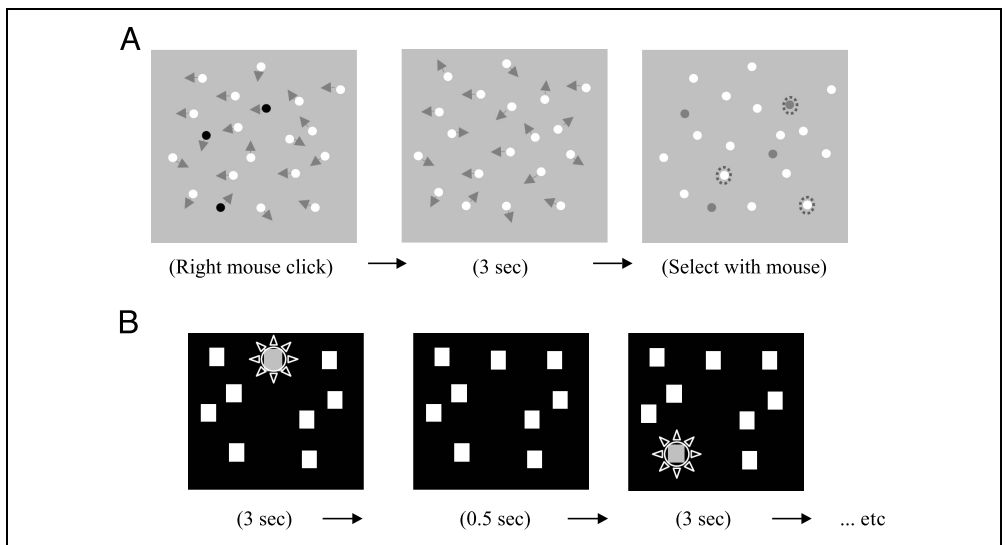 A
(Right mouse click) (3 sec) (Select with mouse)
B
(3 sec) (0.5 sec) (3 sec) ... etc